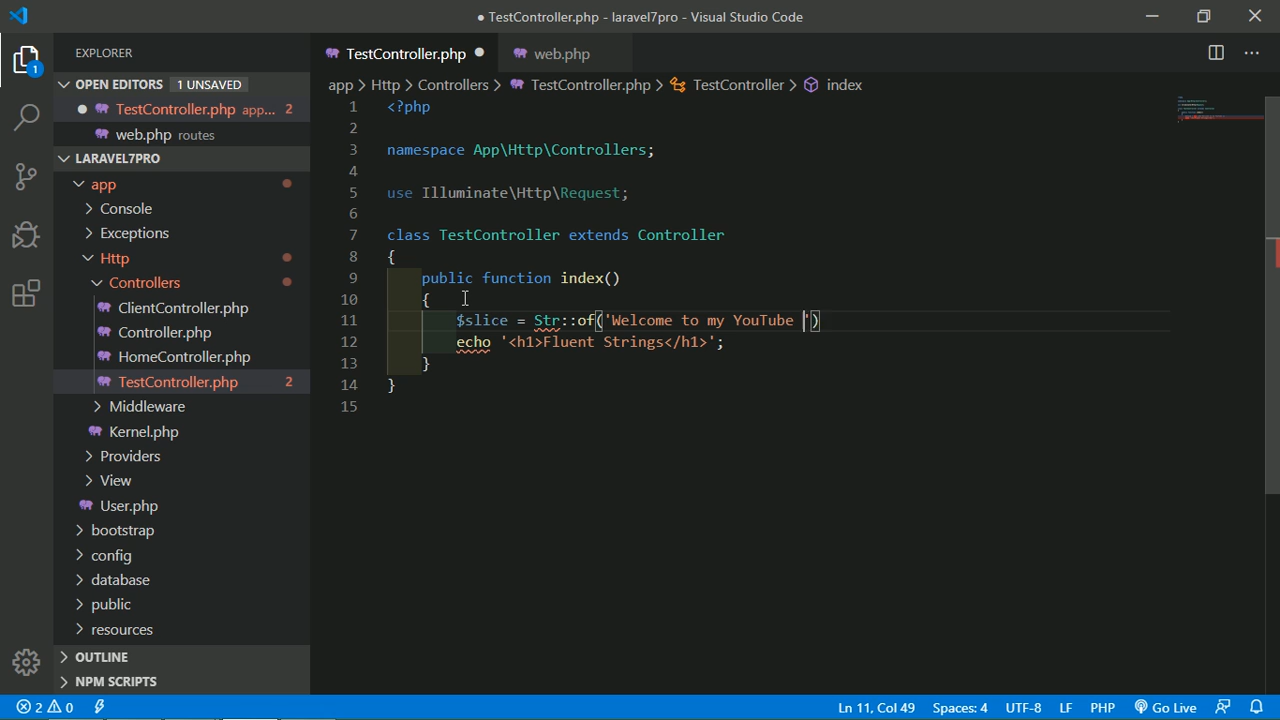 ● TestController.php - laravel7pro - Visual Studio Code
EXPLORER
TestController.php
web.php
OPEN EDITORS 1 UNSAVED
TestController.php app... 2
web.php routes
LARAVEL7PRO
app
Console
Exceptions
Http
Controllers
ClientController.php
Controller.php
HomeController.php
TestController.php 2
Middleware
Kernel.php
Providers
View
User.php
bootstrap
config
database
public
resources
OUTLINE
NPM SCRIPTS
1
app > Http > Controllers > TestController.php > TestController > index
1 <?php
2
3 namespace App\Http\Controllers;
4
5 use Illuminate\Http\Request;
6
7 class TestController extends Controller
8 {
9 public function index()
10 {
11 $slice = Str::of('Welcome to my YouTube ')
12 echo '<h1>Fluent Strings</h1>';
13 }
14 }
15
2 0 Ln 11, Col 49 Spaces: 4 UTF-8 LF PHP Go Live